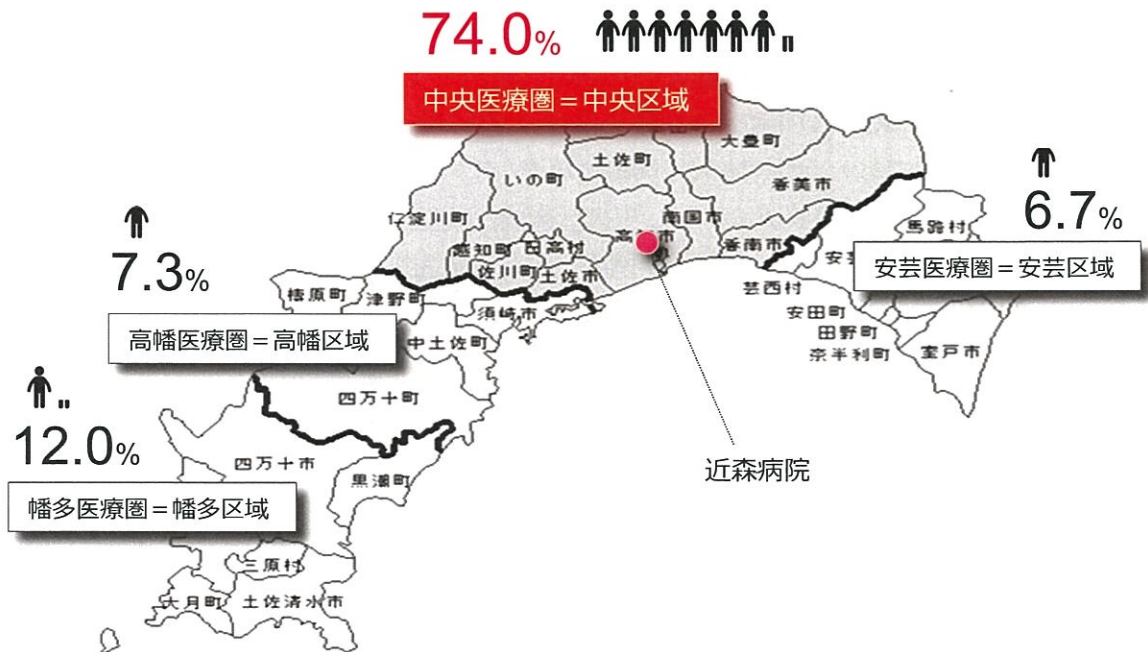 74.0%
中央医療圏＝中央区域
大豊町
土佐町
いの町
香美市
6.7%
仁淀川町
南国市
馬路村
7.3%
越知町
日高村
高知市
香南市
安芸医療圏＝安芸区域
佐川町
土佐市
檮原町
津野町
芸西村
須崎市
安田町
高幡医療圏＝高幡区域
中土佐町
田野町
奈半利町
室戸市
四万十町
12.0%
四万十市
近森病院
黒潮町
幡多医療圏＝幡多区域
三原村
大月町
土佐清水市